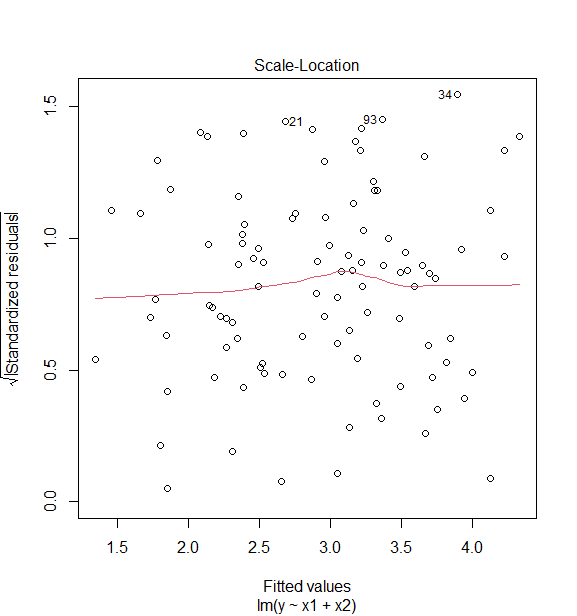 Scale-Location
√|Standardized residuals|
1.5
1.0
0.5
0.0
34
93
21
1.5 2.0 2.5 3.0 3.5 4.0
Fitted values
lm(y ~ x1 + x2)